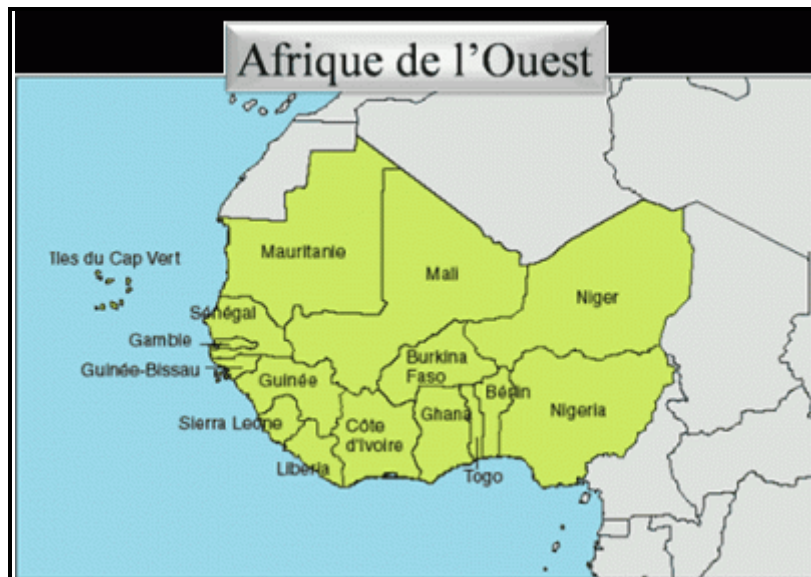 Afrique de l'Ouest
Mauritanie
Iles du Cap Vert
Mali
Niger
Sénégal
Gambie
Burkina
Faso
Guinée-Bissau
Guinée
Bénin
Ghana
Nigeria
Sierra Leone
Côte
d'Ivoire
Liberia
Togo